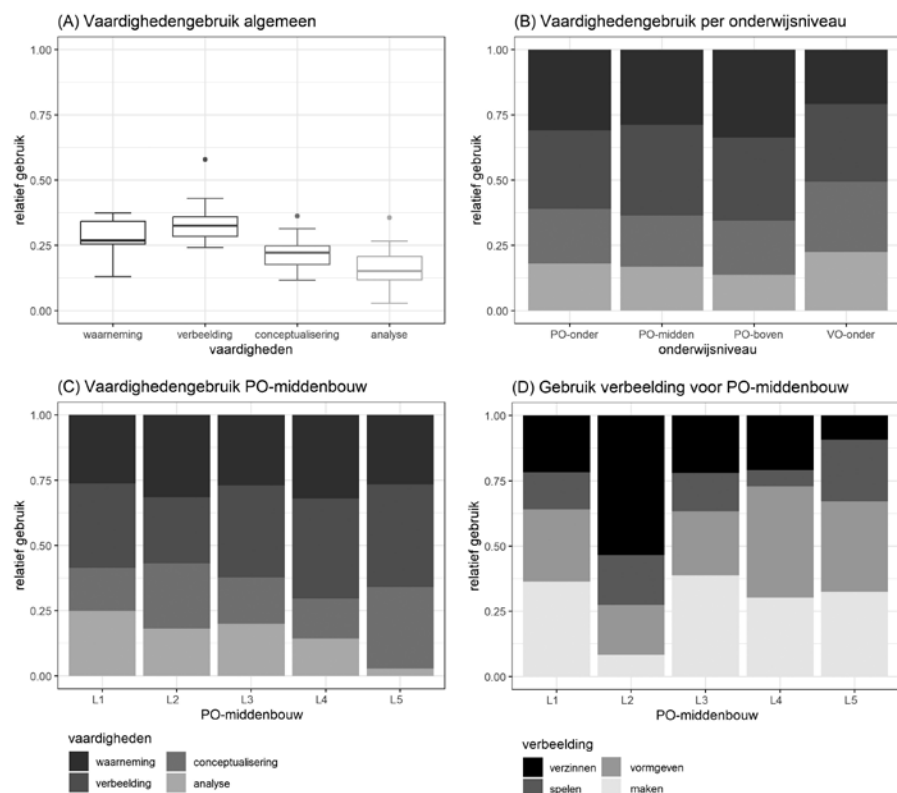 (A) Vaardighedengebruik algemeen
1.00
0.75
0.50
0.25
0.00
relatief gebruik
waarneming verbeelding conceptualisering analyse
vaardigheden
(B) Vaardighedengebruik per onderwijsniveau
1.00
0.75
0.50
0.25
0.00
relatief gebruik
PO-onder PO-midden PO-boven VO-onder
onderwijsniveau
(C) Vaardighedengebruik PO-middenbouw
1.00
0.75
0.50
0.25
0.00
relatief gebruik
L1 L2 L3 L4 L5
PO-middenbouw
vaardigheden
waarneming conceptualisering
verbeelding analyse
(D) Gebruik verbeelding voor PO-middenbouw
1.00
0.75
0.50
0.25
0.00
relatief gebruik
L1 L2 L3 L4 L5
PO-middenbouw
verbeelding
verzinnen vormgeven
spelen maken